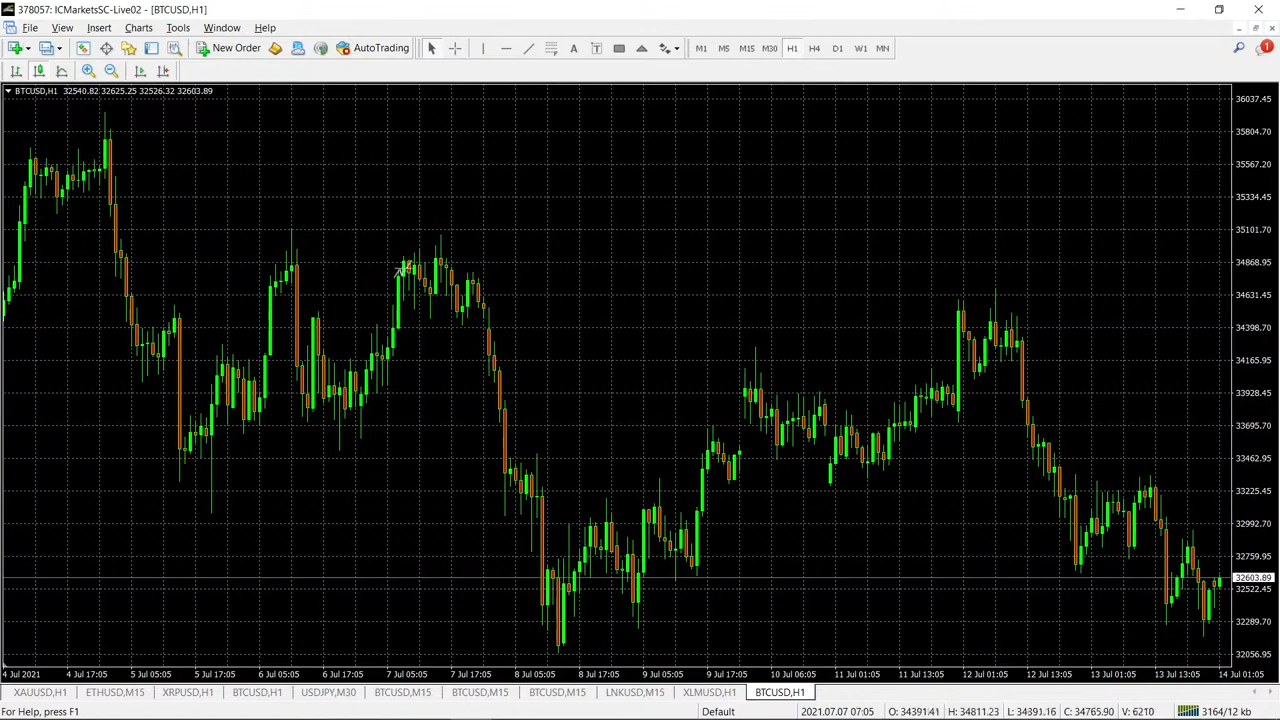 378057: ICMarketsSC-Live02 - [BTCUSD,H1]
File View Insert Charts Tools Window Help
New Order AutoTrading A T M1 M5 M15 M30 H1 H4 D1 W1 MN 1
BTCUSD,H1 32540.82 32625.25 32526.32 32603.89
36037.45
35804.70
35567.20
35334.45
35101.70
34868.95
34631.45
34398.70
34165.95
33928.45
33695.70
33462.95
33225.45
32992.70
32759.95
32603.89
32522.45
32289.70
32056.95
4 Jul 2021 4 Jul 17:05 5 Jul 05:05 5 Jul 17:05 6 Jul 05:05 6 Jul 17:05 7 Jul 05:05 7 Jul 17:05 8 Jul 05:05 8 Jul 17:05 9 Jul 05:05 9 Jul 17:05 10 Jul 06:05 11 Jul 01:05 11 Jul 13:05 12 Jul 01:05 12 Jul 13:05 13 Jul 01:05 13 Jul 13:05 14 Jul 01:05
XAUUSD,H1 ETHUSD,M15 XRPUSD,H1 BTCUSD,H1 USDJPY,M30 BTCUSD,M15 BTCUSD,M15 BTCUSD,M15 LNKUSD,M15 XLMUSD,H1 BTCUSD,H1
For Help, press F1 Default 2021.07.07 07:05 O: 34391.41 H: 34811.23 L: 34391.16 C: 34765.90 V: 6210 3164/12 kb